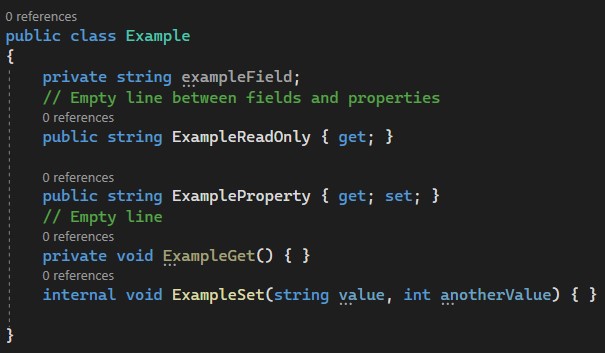 0 references
public class Example
{
private string exampleField;
// Empty line between fields and properties
0 references
public string ExampleReadOnly { get; }
0 references
public string ExampleProperty { get; set; }
// Empty line
0 references
private void ExampleGet() { }
0 references
internal void ExampleSet(string value, int anotherValue) { }
}